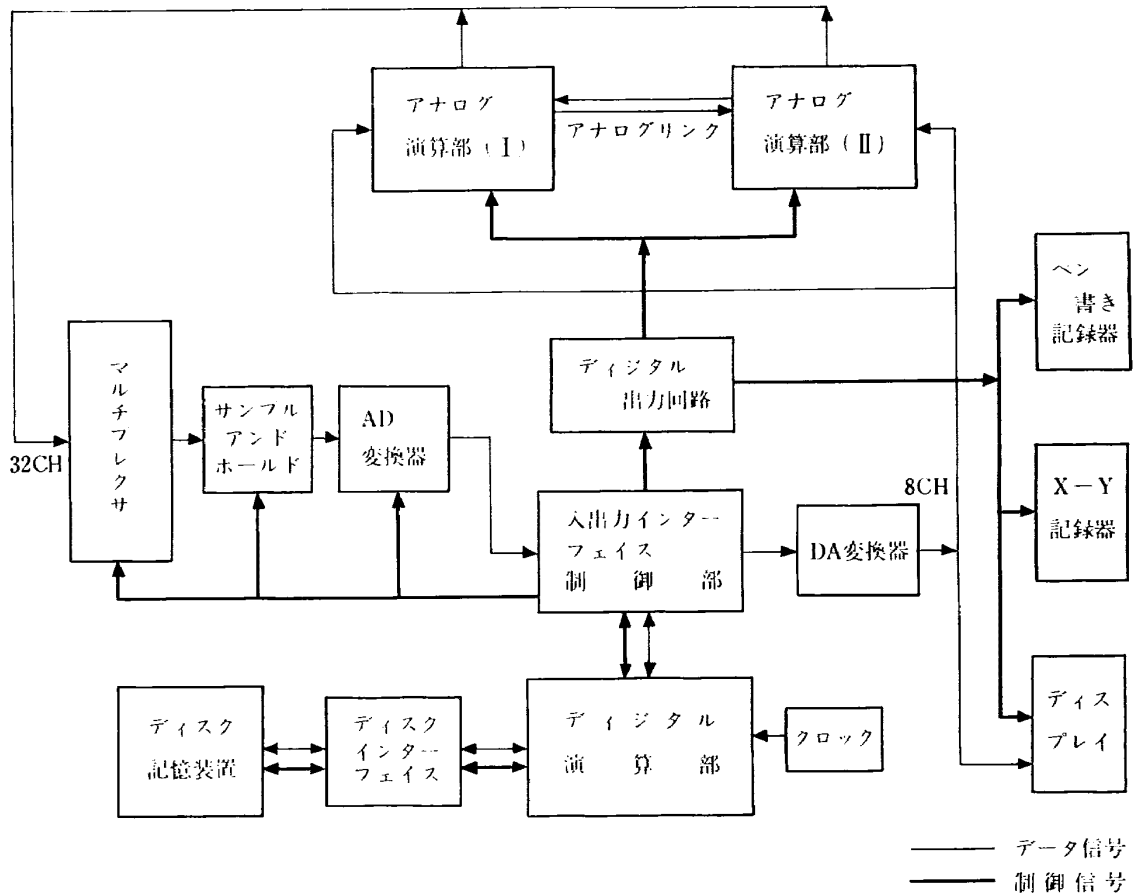 アナログ
演算部(Ⅰ)
アナログリンク
アナログ
演算部(Ⅱ)
ペン
書き
記録器
ディジタル
出力回路
マルチプレクサ
サンプル
アンド
ホールド
AD
変換器
32CH
8CH
X-Y
記録器
入出力インター
フェイス
制御部
DA変換器
ディスク
記憶装置
ディスク
インター
フェイス
ディジタル
演算部
クロック
ディス
プレイ
データ信号
制御信号